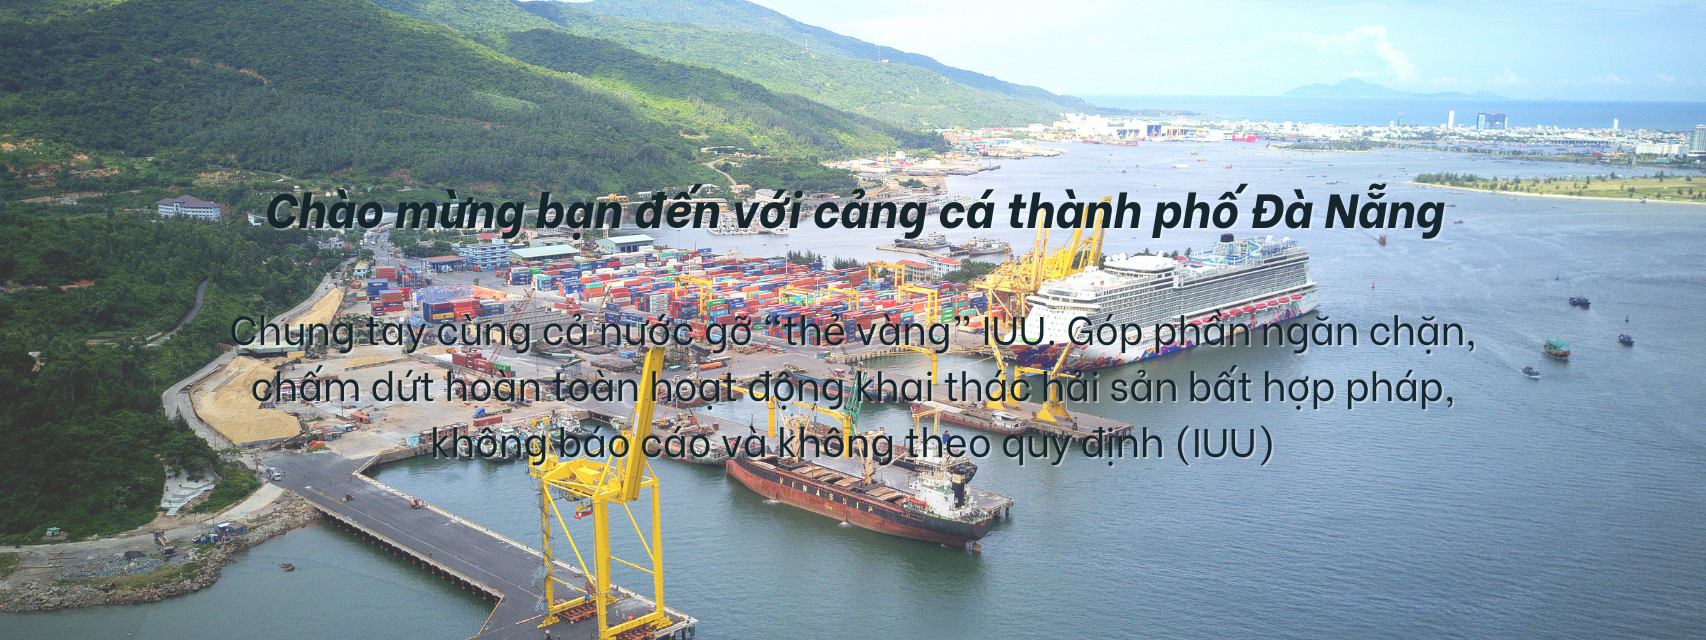 Chào mừng bạn đến với cảng cá thành phố Đà Nẵng
Chung tay cùng cả nước gỡ “thẻ vàng” IUU. Góp phần ngăn chặn,
chấm dứt hoàn toàn hoạt động khai thác hải sản bất hợp pháp,
không báo cáo và không theo quy định (IUU)
VINASHIP